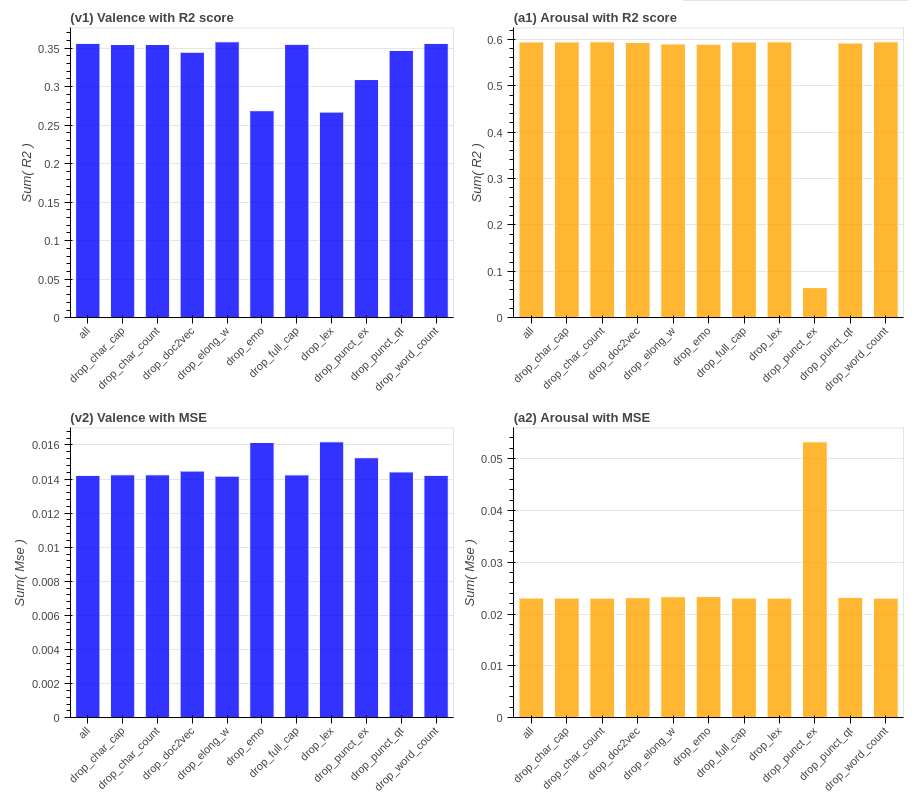 (v1) Valence with R2 score
Sum( R2 )
0.35
0.3
0.25
0.2
0.15
0.1
0.05
0
all
drop_char_cap
drop_char_count
drop_doc2vec
drop_elong_w
drop_emo
drop_full_cap
drop_lex
drop_punct_ex
drop_punct_qt
drop_word_count
(a1) Arousal with R2 score
Sum( R2 )
0.6
0.5
0.4
0.3
0.2
0.1
0
all
drop_char_cap
drop_char_count
drop_doc2vec
drop_elong_w
drop_emo
drop_full_cap
drop_lex
drop_punct_ex
drop_punct_qt
drop_word_count
(v2) Valence with MSE
Sum( Mse )
0.016
0.014
0.012
0.01
0.008
0.006
0.004
0.002
0
all
drop_char_cap
drop_char_count
drop_doc2vec
drop_elong_w
drop_emo
drop_full_cap
drop_lex
drop_punct_ex
drop_punct_qt
drop_word_count
(a2) Arousal with MSE
Sum( Mse )
0.05
0.04
0.03
0.02
0.01
0
all
drop_char_cap
drop_char_count
drop_doc2vec
drop_elong_w
drop_emo
drop_full_cap
drop_lex
drop_punct_ex
drop_punct_qt
drop_word_count